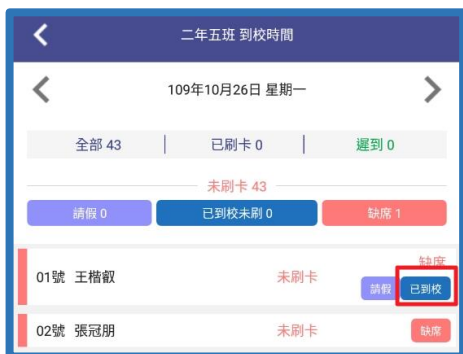 二年五班 到校時間
109年10月26日 星期一
全部 43 已刷卡 0 遲到 0
未刷卡 43
請假 0 已到校未刷 0 缺席 1
缺席
01號 王楷叡 未刷卡 請假 已到校
02號 張冠朋 未刷卡 缺席